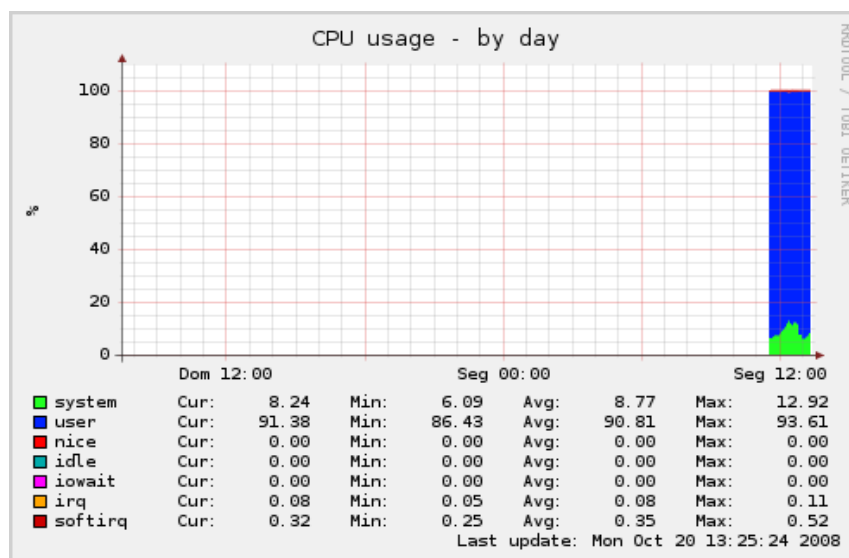 CPU usage - by day
RRDTOOL / TOBI OETIKER
100
80
60
40
20
0
%
Dom 12:00 Seg 00:00 Seg 12:00
system Cur: 8.24 Min: 6.09 Avg: 8.77 Max: 12.92
user Cur: 91.38 Min: 86.43 Avg: 90.81 Max: 93.61
nice Cur: 0.00 Min: 0.00 Avg: 0.00 Max: 0.00
idle Cur: 0.00 Min: 0.00 Avg: 0.00 Max: 0.00
iowait Cur: 0.00 Min: 0.00 Avg: 0.00 Max: 0.00
irq Cur: 0.08 Min: 0.05 Avg: 0.08 Max: 0.11
softirq Cur: 0.32 Min: 0.25 Avg: 0.35 Max: 0.52
Last update: Mon Oct 20 13:25:24 2008